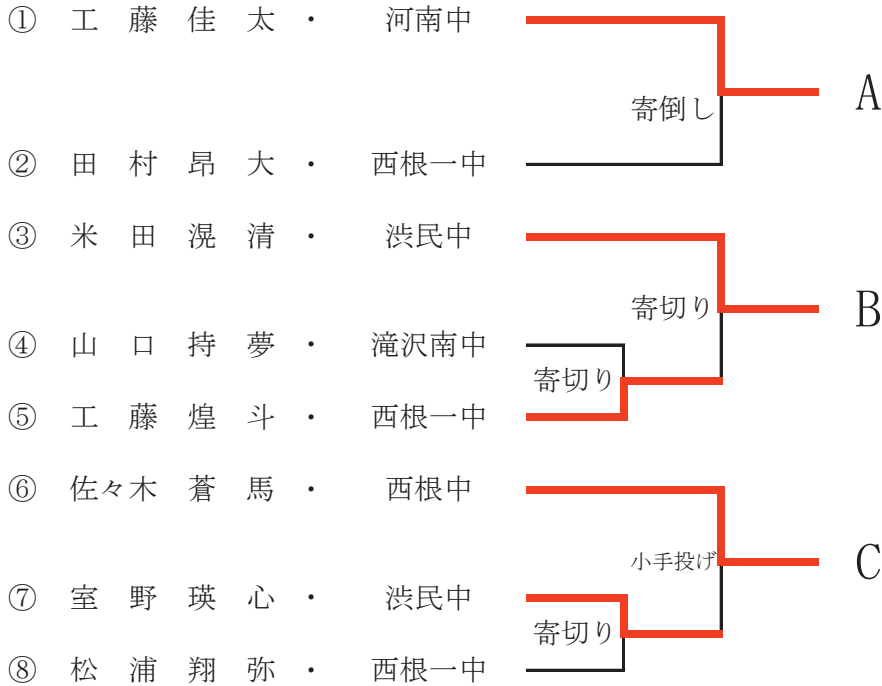 ① 工藤佳太・ 河南中
寄倒し A
② 田村昂大・ 西根一中
③ 米田滉清・ 渋民中
寄切り B
④ 山口持夢・ 滝沢南中
寄切り
⑤ 工藤煌斗・ 西根一中
⑥ 佐々木蒼馬・ 西根中
小手投げ C
⑦ 室野瑛心・ 渋民中
寄切り
⑧ 松浦翔弥・ 西根一中